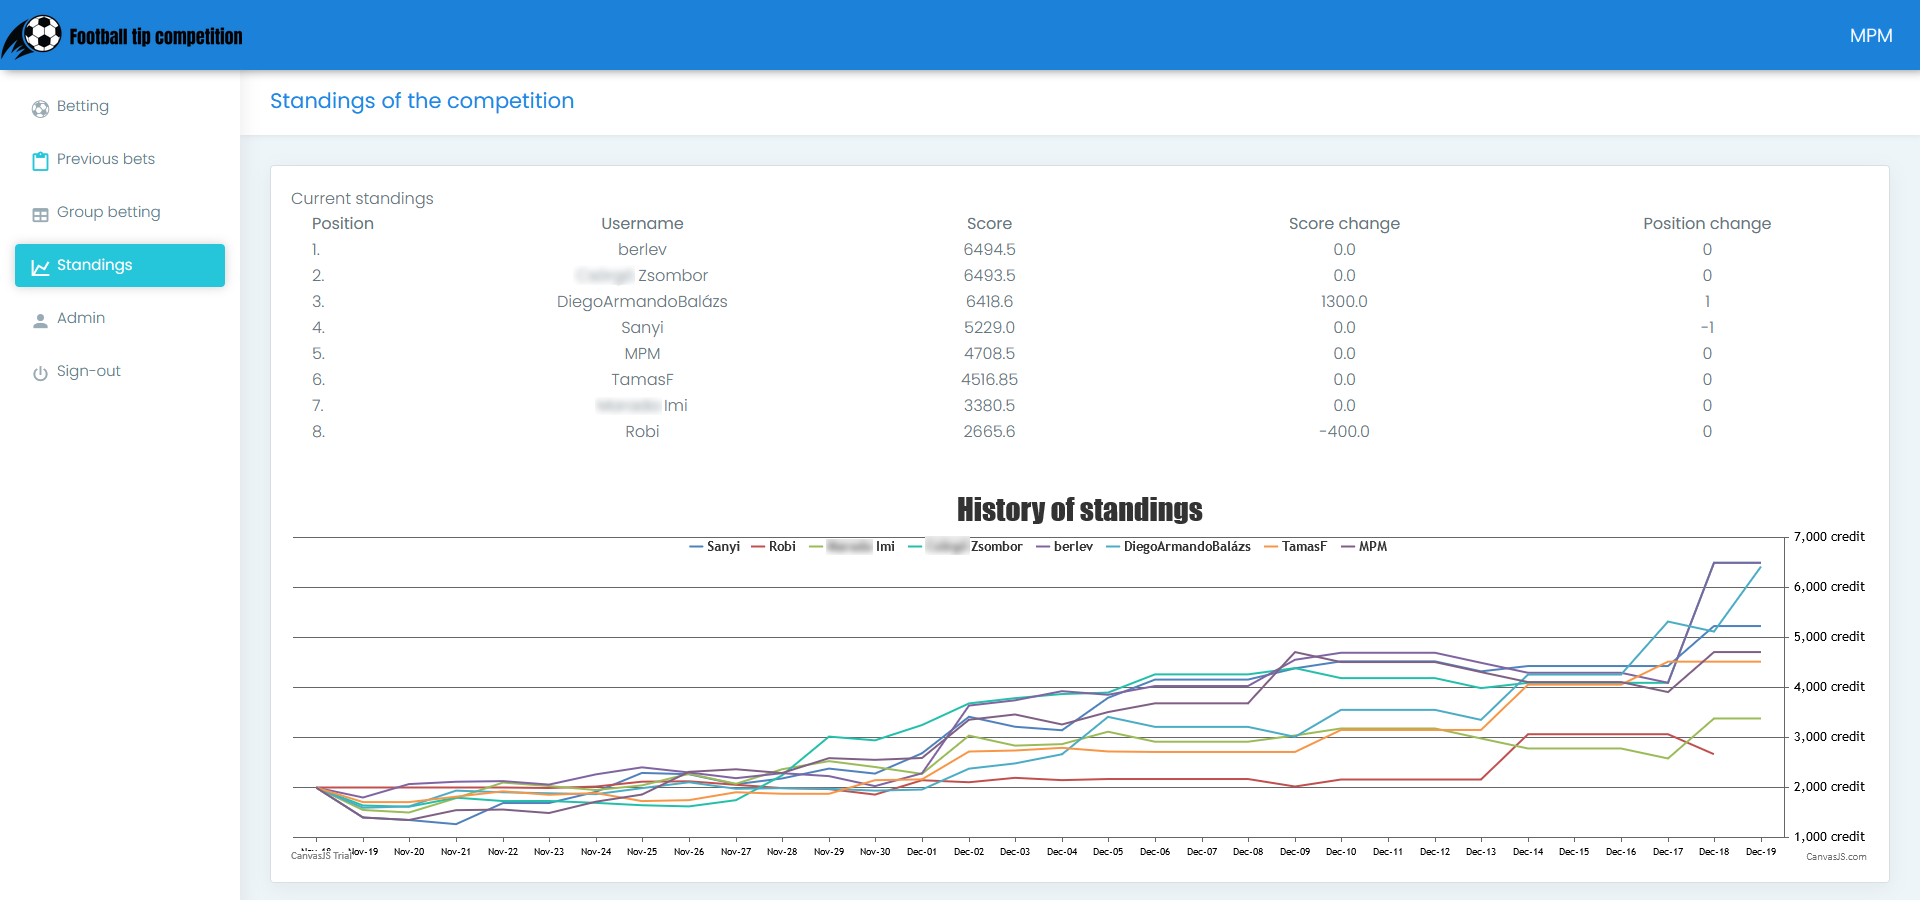 Football tip competition
MPM
Betting
Previous bets
Group betting
Standings
Admin
Sign-out
Standings of the competition
Current standings
Position Username Score Score change Position change
1. berlev 6494.5 0.0 0
2. Zsombor 6493.5 0.0 0
3. DiegoArmandoBalázs 6418.6 1300.0 1
4. Sanyi 5229.0 0.0 -1
5. MPM 4708.5 0.0 0
6. TamasF 4516.85 0.0 0
7. Imi 3380.5 0.0 0
8. Robi 2665.6 -400.0 0
History of standings
Sanyi Robi Imi Zsombor berlev DiegoArmandoBalázs TamasF MPM
7,000 credit
6,000 credit
5,000 credit
4,000 credit
3,000 credit
2,000 credit
1,000 credit
Nov-19 Nov-20 Nov-21 Nov-22 Nov-23 Nov-24 Nov-25 Nov-26 Nov-27 Nov-28 Nov-29 Nov-30 Dec-01 Dec-02 Dec-03 Dec-04 Dec-05 Dec-06 Dec-07 Dec-08 Dec-09 Dec-10 Dec-11 Dec-12 Dec-13 Dec-14 Dec-15 Dec-16 Dec-17 Dec-18 Dec-19
CanvasJS Trial
CanvasJS.com